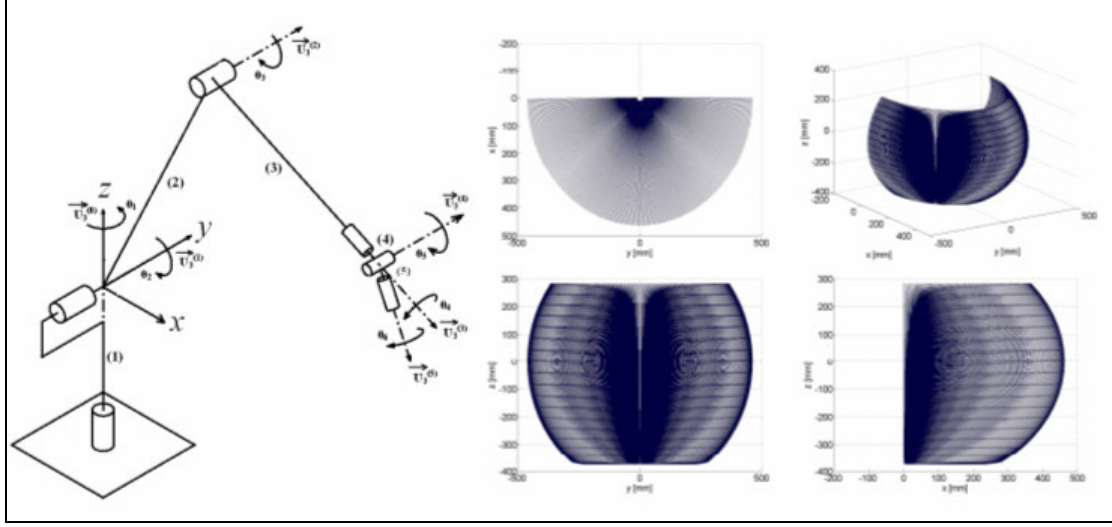 U₃⁽²⁾
θ₃
(3)
(2)
z
U₃⁽⁰⁾
θ₁
y
U₃⁽¹⁾
θ₂
x
(1)
(4)
U₃⁽⁴⁾
θ₅
θ₄
U₃⁽³⁾
θ₆
U₃⁽⁵⁾
-200
-100
0
100
200
300
400
500
x [mm]
-500 0 500
y [mm]
400
200
0
-200
-400
z [mm]
-200
0
200
400
x [mm]
-500
0
500
y [mm]
300
200
100
0
-100
-200
-300
-400
z [mm]
-500 0 500
y [mm]
300
200
100
0
-100
-200
-300
-400
z [mm]
-200 -100 0 100 200 300 400 500
x [mm]